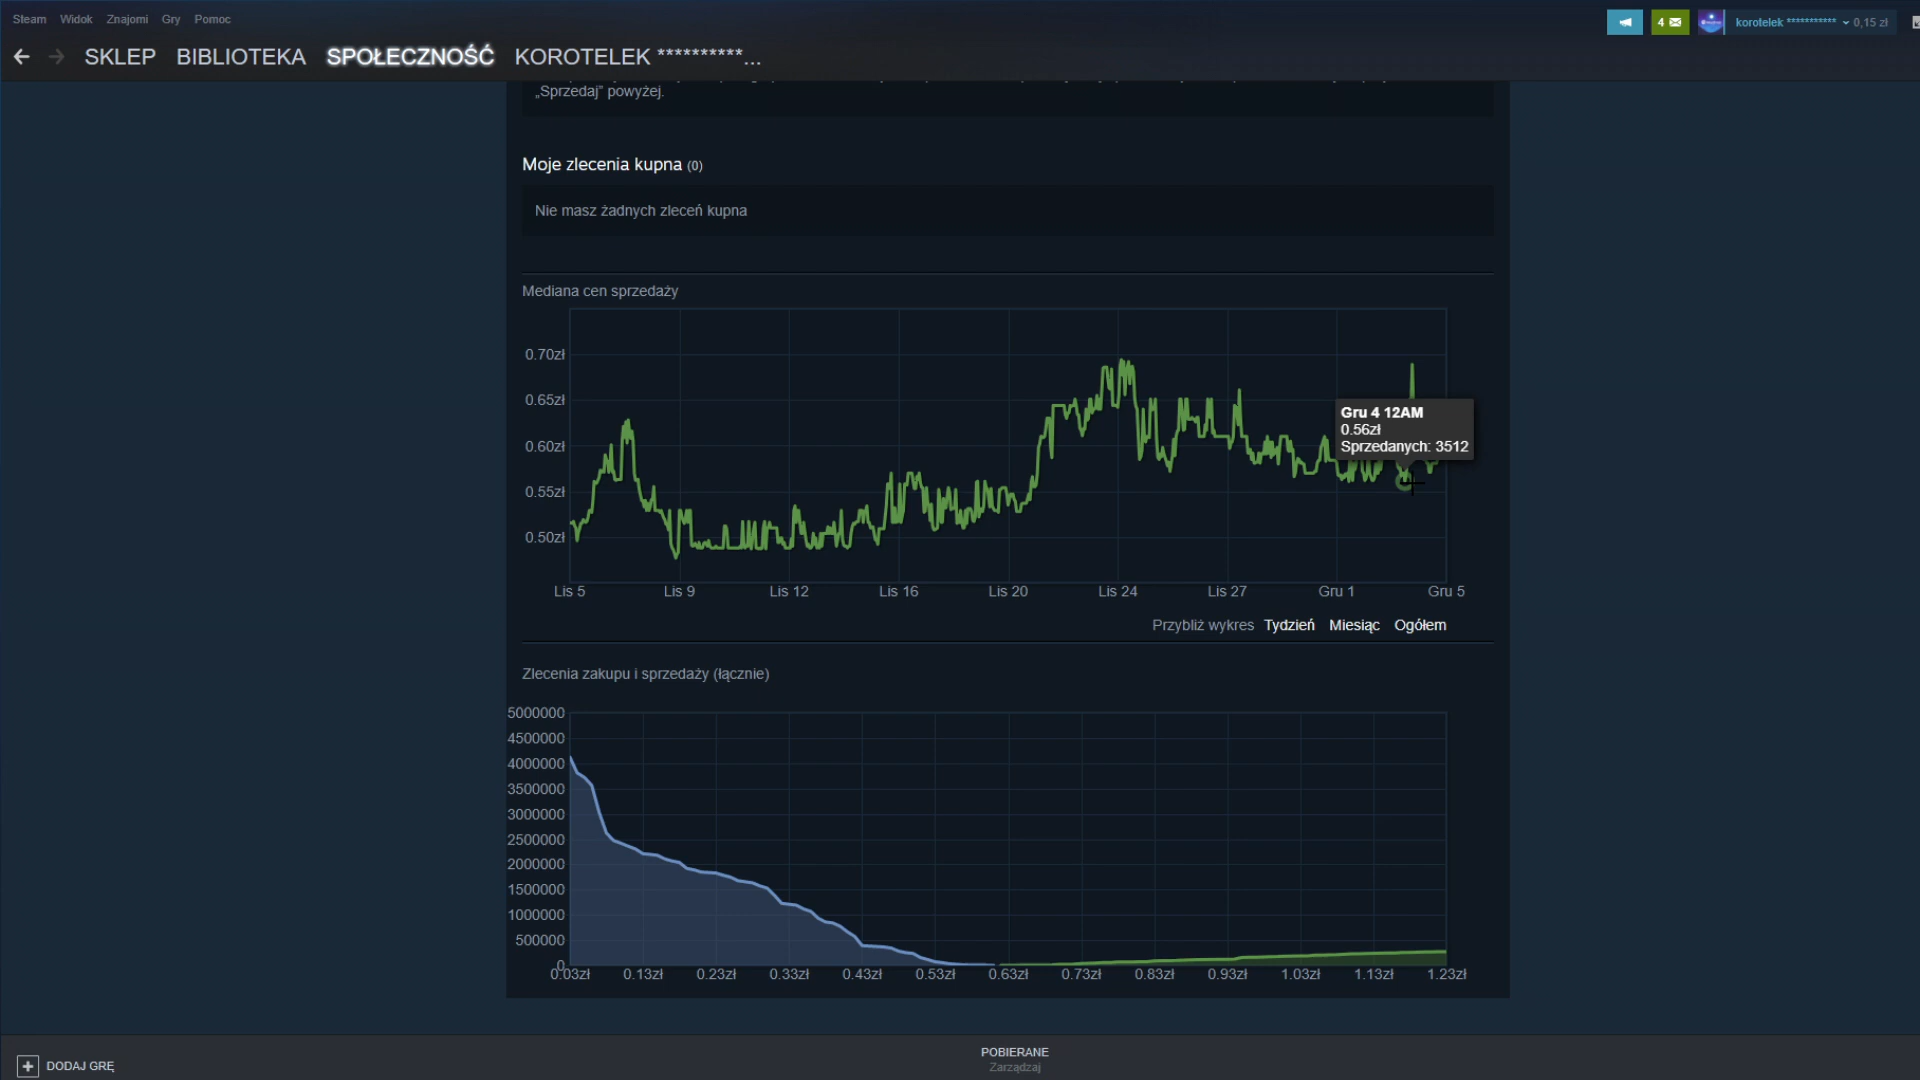 Steam Widok Znajomi Gry Pomoc
4 korotelek *********** 0,15 zł
SKLEP BIBLIOTEKA SPOŁECZNOŚĆ KOROTELEK **********...
„Sprzedaj” powyżej.
Moje zlecenia kupna (0)
Nie masz żadnych zleceń kupna
Mediana cen sprzedaży
0.70zł
0.65zł
0.60zł
0.55zł
0.50zł
Gru 4 12AM
0.56zł
Sprzedanych: 3512
Lis 5 Lis 9 Lis 12 Lis 16 Lis 20 Lis 24 Lis 27 Gru 1 Gru 5
Przybliż wykres Tydzień Miesiąc Ogółem
Zlecenia zakupu i sprzedaży (łącznie)
5000000
4500000
4000000
3500000
3000000
2500000
2000000
1500000
1000000
500000
0
0.03zł 0.13zł 0.23zł 0.33zł 0.43zł 0.53zł 0.63zł 0.73zł 0.83zł 0.93zł 1.03zł 1.13zł 1.23zł
DODAJ GRĘ
POBIERANE
Zarządzaj